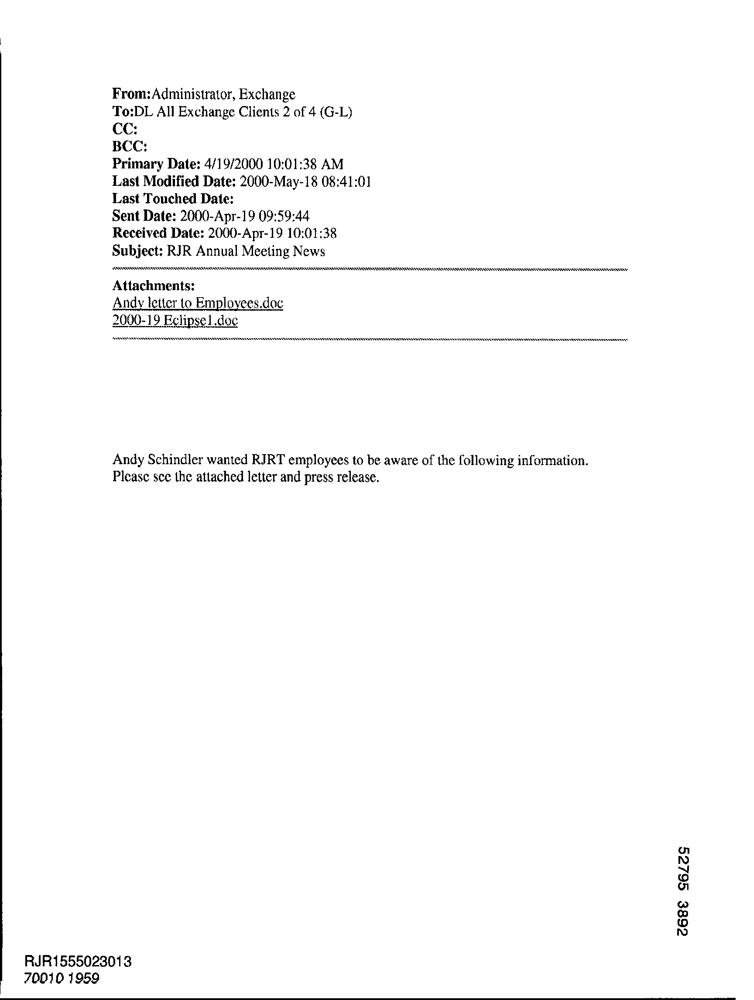 From:Administrator, Exchange
To:DL All Exchange Clients 2 of 4 (G-L)
CC:
BCC:
Primary Date: 4/19/2000 10:01:38 AM
Last Modified Date: 2000-May-18 08:41:01
Last Touched Date:
Sent Date: 2000-Apr-19 09:59:44
Received Date: 2000-Apr-19 10:01:38
Subject: RJR Annual Meeting News
Attachments:
Andy letter to Employees.doc
2000-19 Eclipse1.doc
Andy Schindler wanted RJRT employees to be aware of the following information.
Please see the attached letter and press release.
52795 3892
RJR1555023013
70010 1959